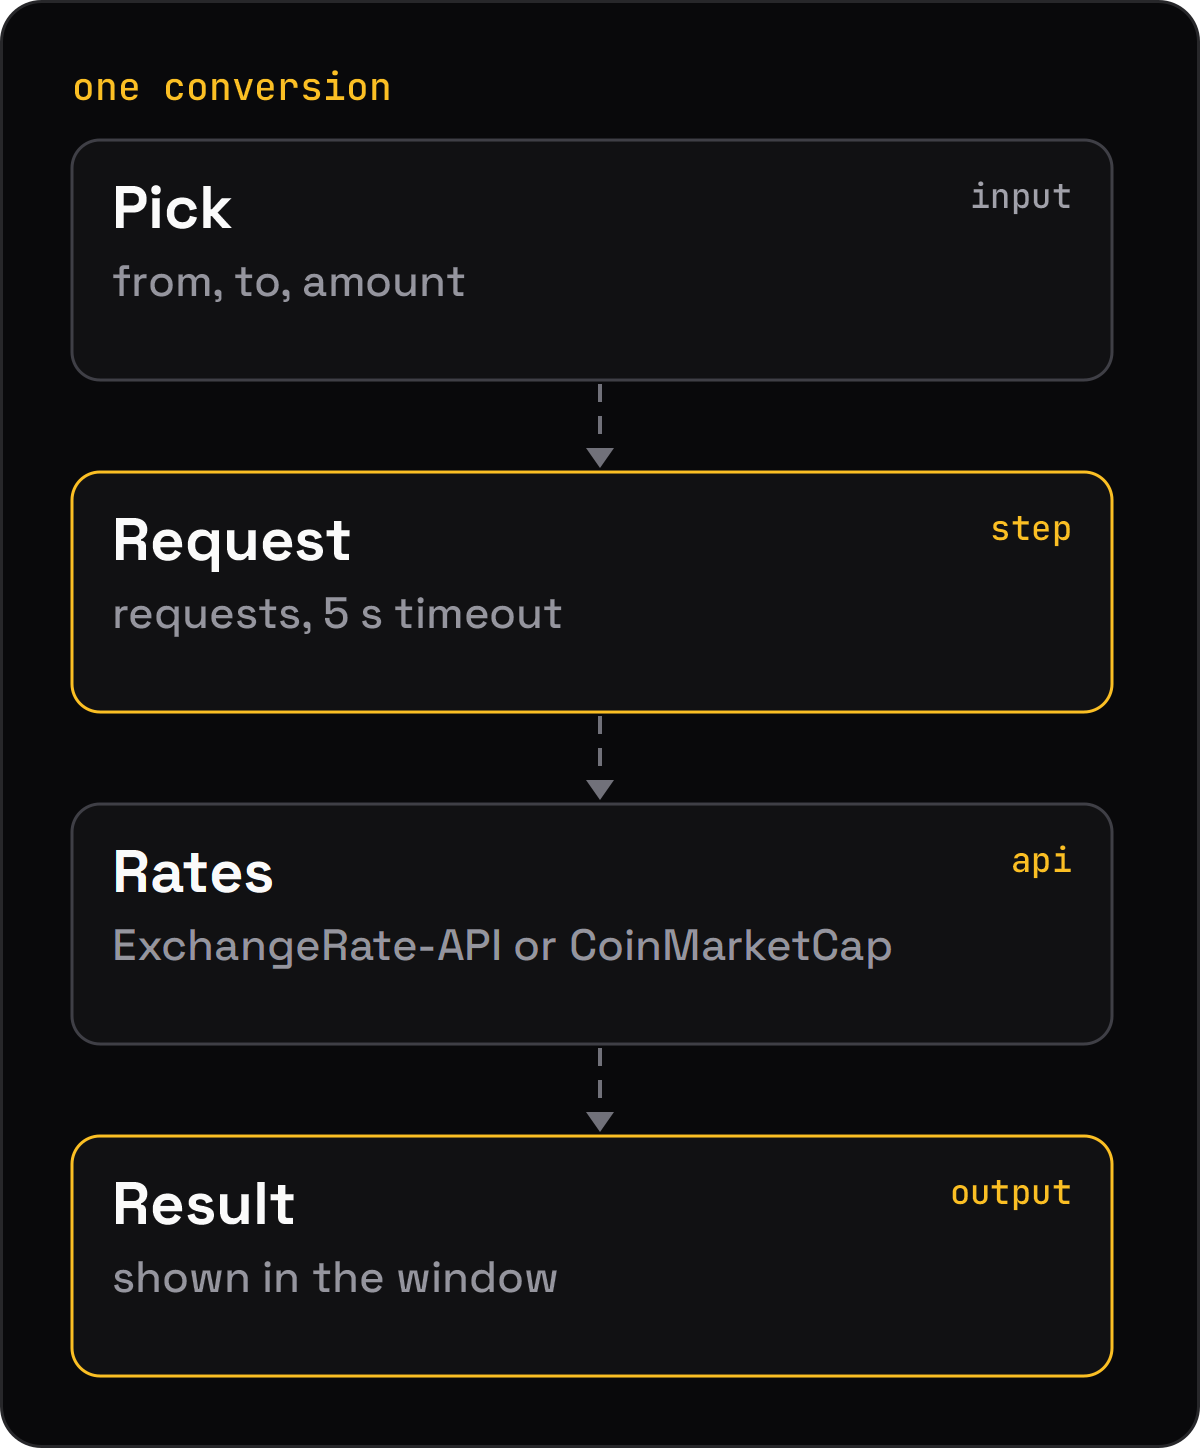 one conversion
Pick
input
from, to, amount
Request
step
requests, 5 s timeout
Rates
api
ExchangeRate-API or CoinMarketCap
Result
output
shown in the window